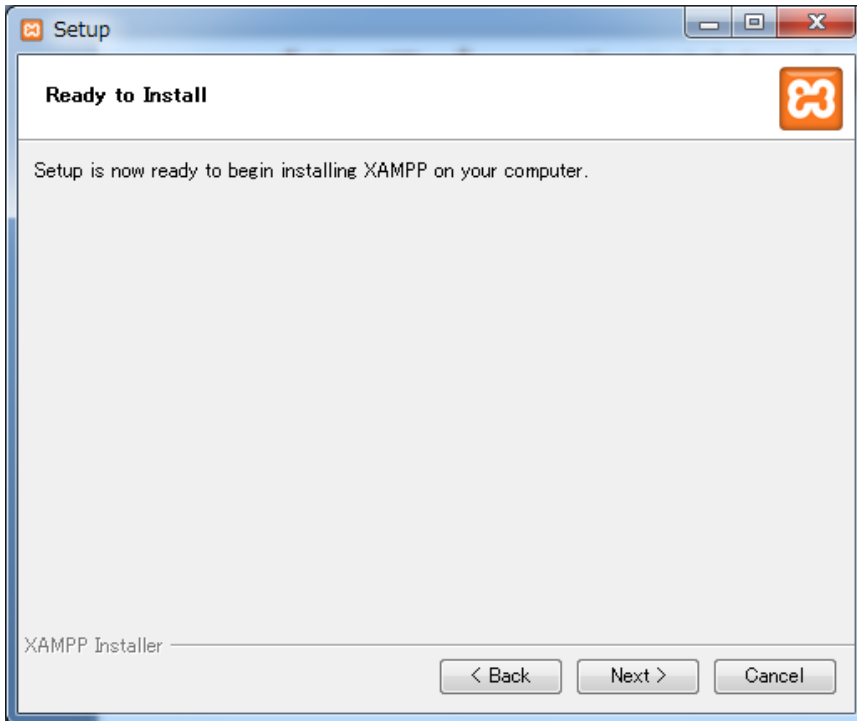 Setup
Ready to Install
Setup is now ready to begin installing XAMPP on your computer.
XAMPP Installer
< Back Next > Cancel